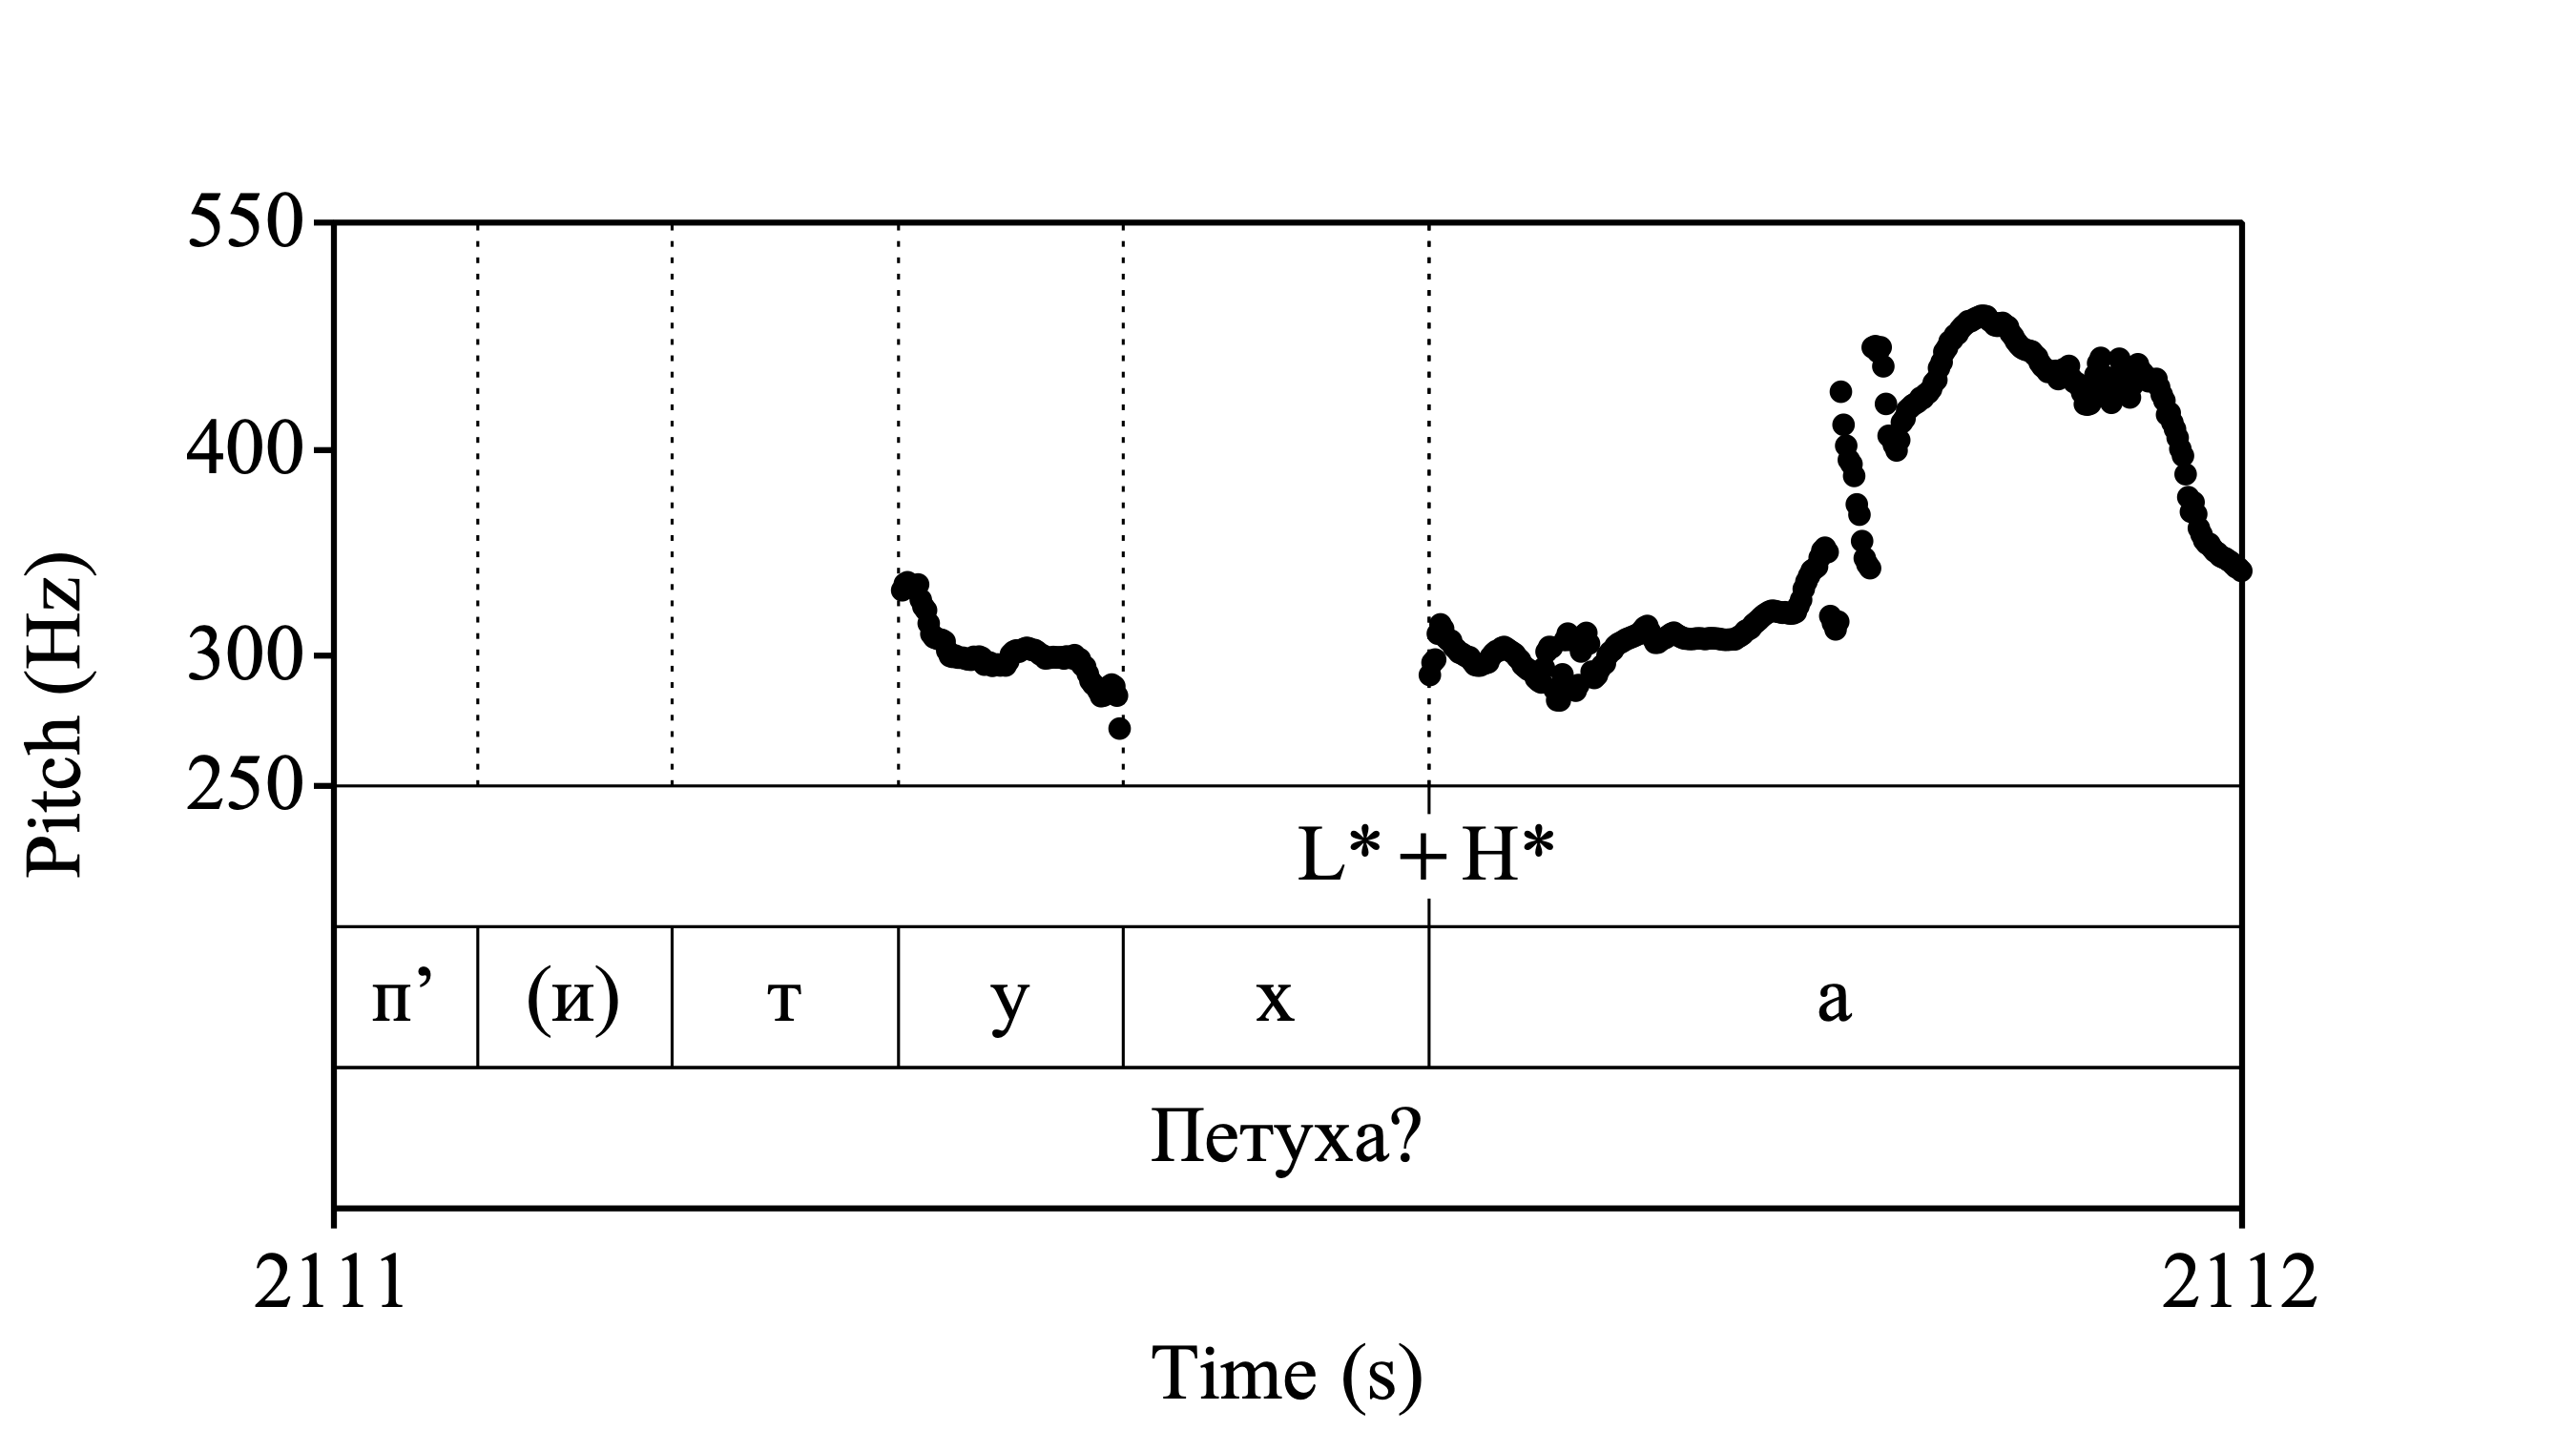 550
400
300
250
Pitch (Hz)
L*+H*
п’ (и) т у х а
Петуха?
2111 2112
Time (s)